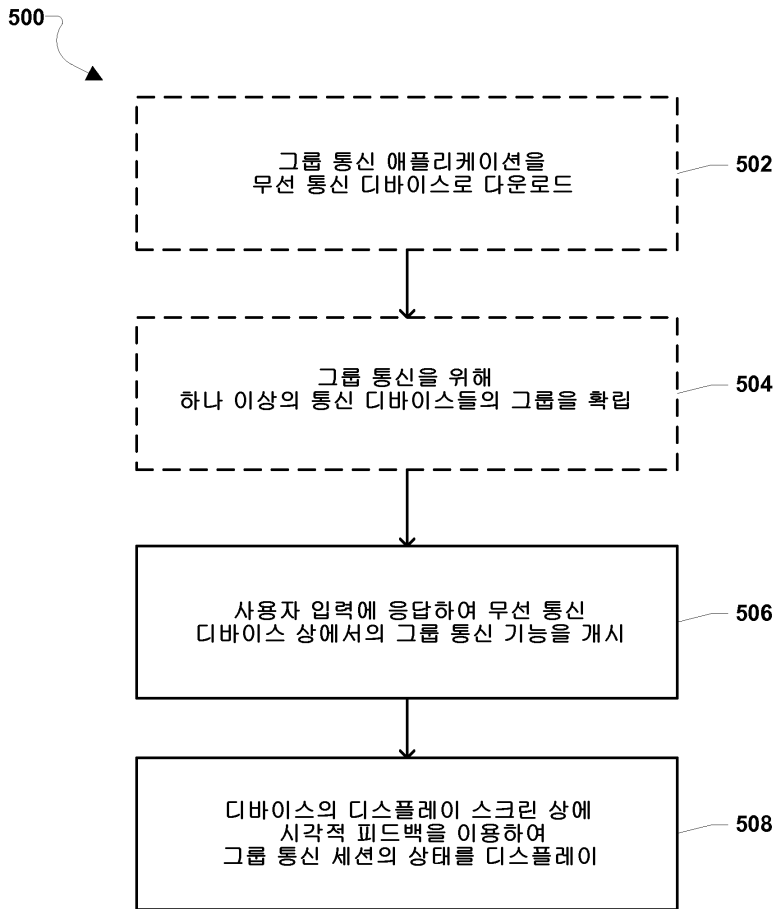 500
그룹 통신 애플리케이션을
무선 통신 디바이스로 다운로드
502
그룹 통신을 위해
하나 이상의 통신 디바이스들의 그룹을 확립
504
사용자 입력에 응답하여 무선 통신
디바이스 상에서의 그룹 통신 기능을 개시
506
디바이스의 디스플레이 스크린 상에
시각적 피드백을 이용하여
그룹 통신 세션의 상태를 디스플레이
508